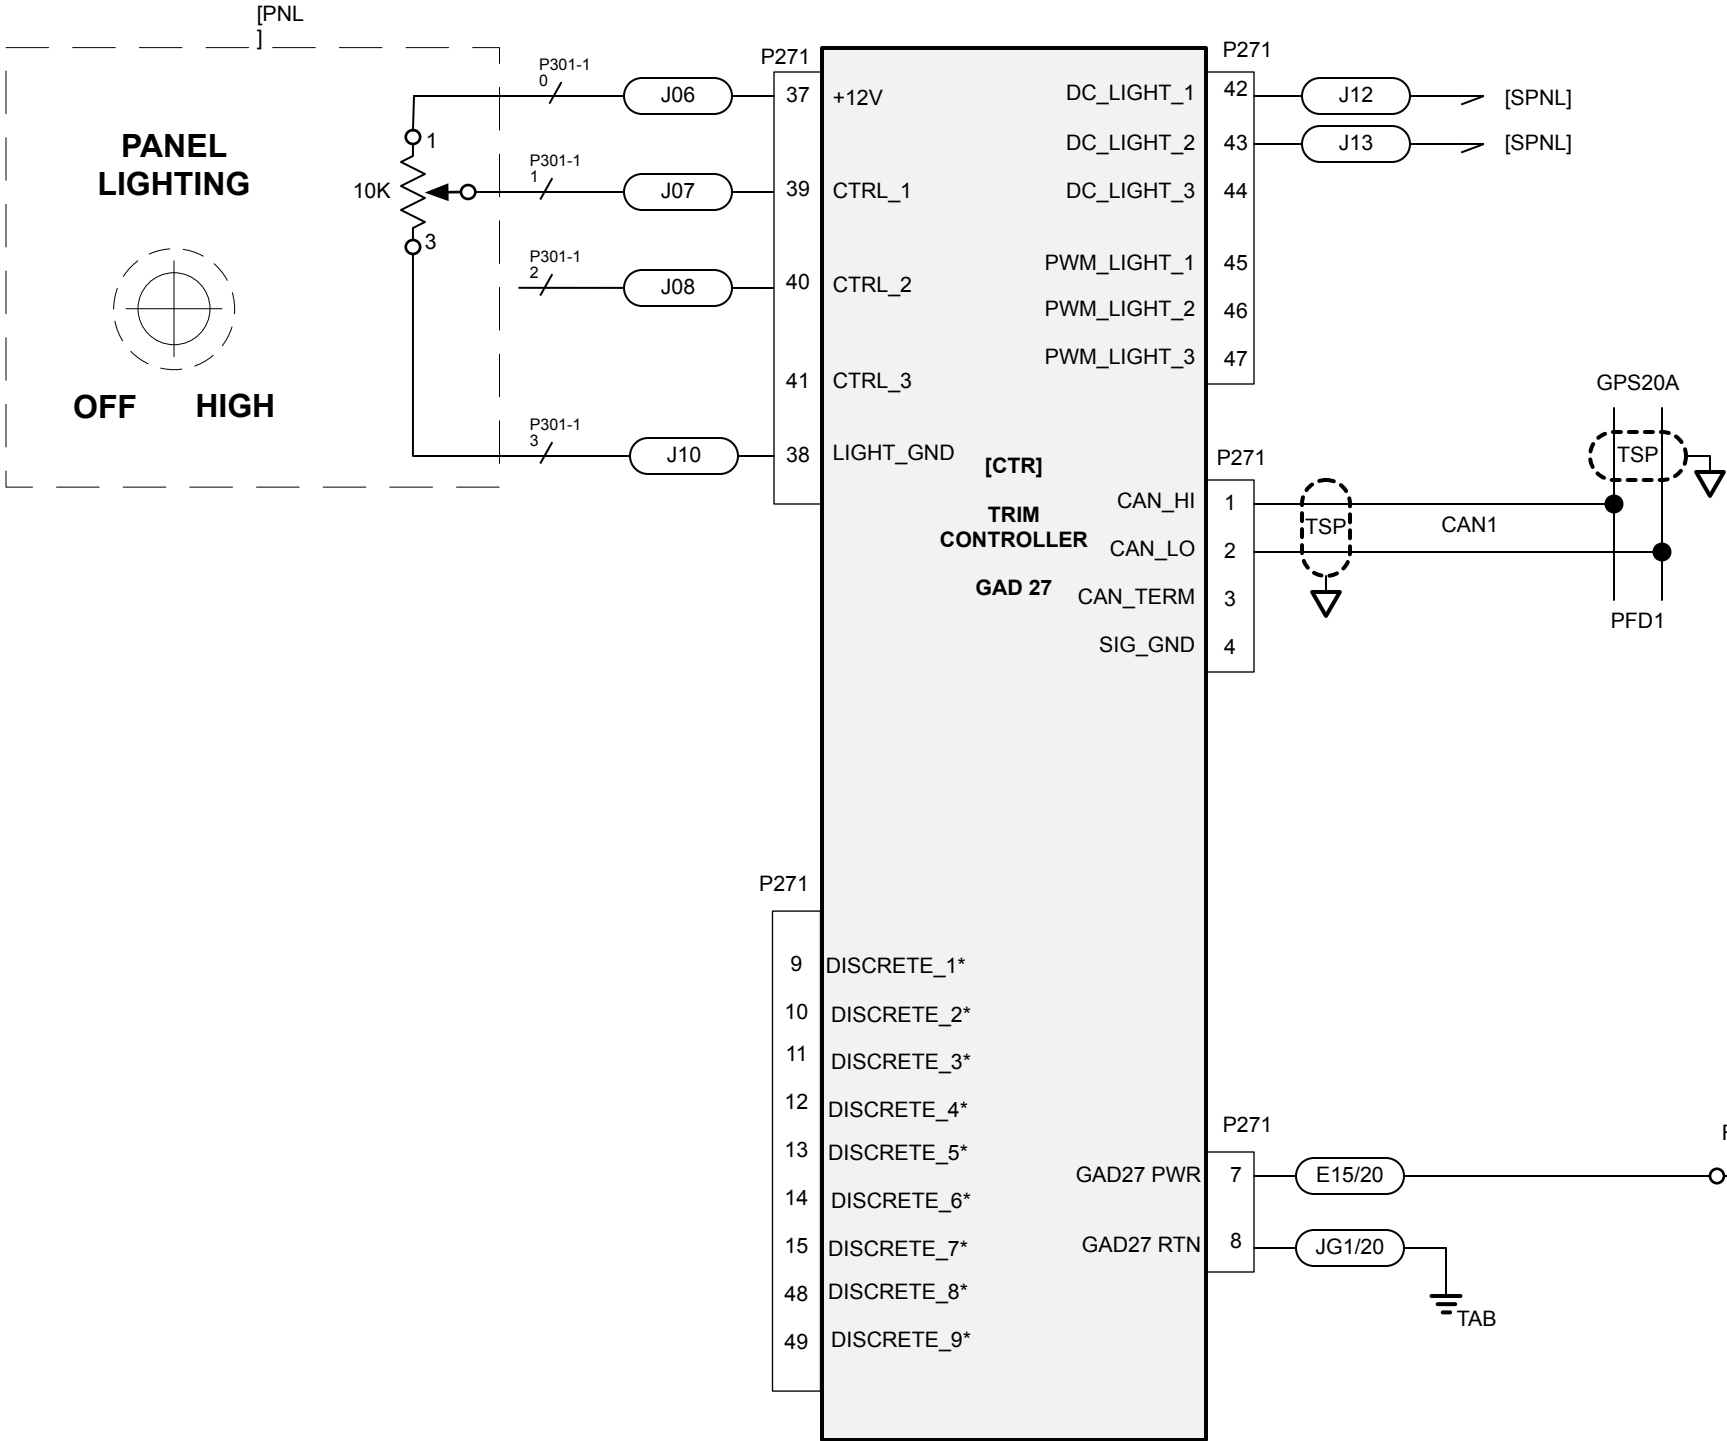 [PNL
]
PANEL
LIGHTING
OFF HIGH
10K
1
3
P301-1
0
J06
P301-1
1
J07
P301-1
2
J08
P301-1
3
J10
P271
37 +12V
39 CTRL_1
40 CTRL_2
41 CTRL_3
38 LIGHT_GND
[CTR]
TRIM
CONTROLLER
GAD 27
P271
DC_LIGHT_1 42 J12 [SPNL]
DC_LIGHT_2 43 J13 [SPNL]
DC_LIGHT_3 44
PWM_LIGHT_1 45
PWM_LIGHT_2 46
PWM_LIGHT_3 47
GPS20A
TSP
P271
CAN_HI 1
TSP CAN1
CAN_LO 2
CAN_TERM 3
PFD1
SIG_GND 4
P271
9 DISCRETE_1*
10 DISCRETE_2*
11 DISCRETE_3*
12 DISCRETE_4*
13 DISCRETE_5*
14 DISCRETE_6*
15 DISCRETE_7*
48 DISCRETE_8*
49 DISCRETE_9*
P271
GAD27 PWR 7 E15/20
GAD27 RTN 8 JG1/20
TAB